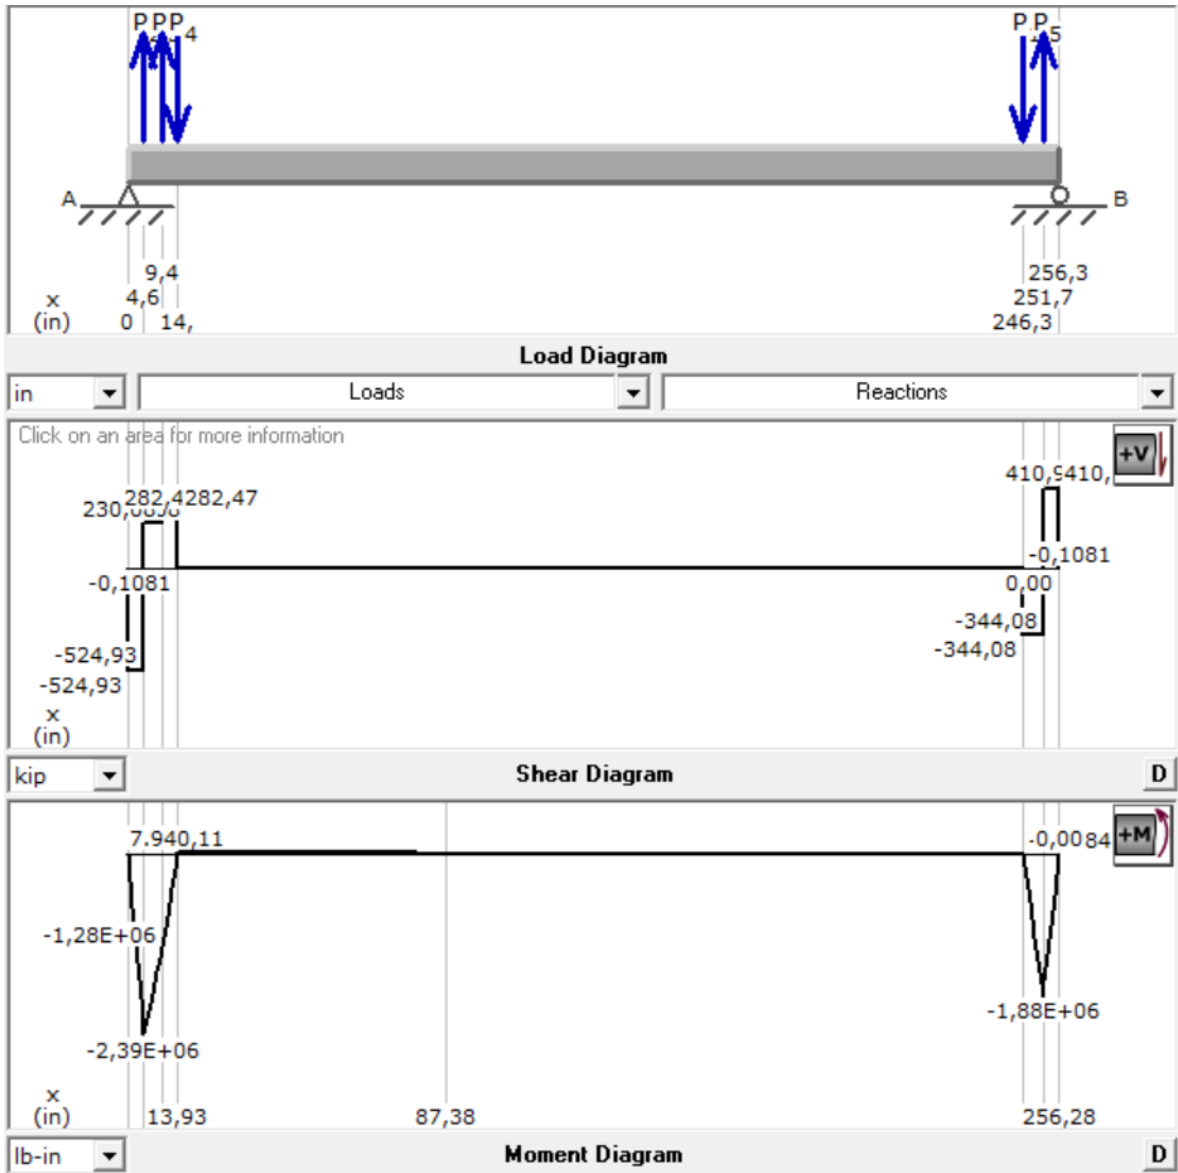 P P P 4
P P 5
A
B
9,4
256,3
x
4,6
251,7
(in)
0
14,
246,3
Load Diagram
in
Loads
Reactions
Click on an area for more information
+V
410,9410,
282,4282,47
-0,1081
-0,1081
0,00
-344,08
-524,93
-344,08
-524,93
x
(in)
kip
Shear Diagram
D
7.940,11
-0,0084
+M
-1,28E+06
-1,88E+06
-2,39E+06
x
(in)
13,93
87,38
256,28
lb-in
Moment Diagram
D